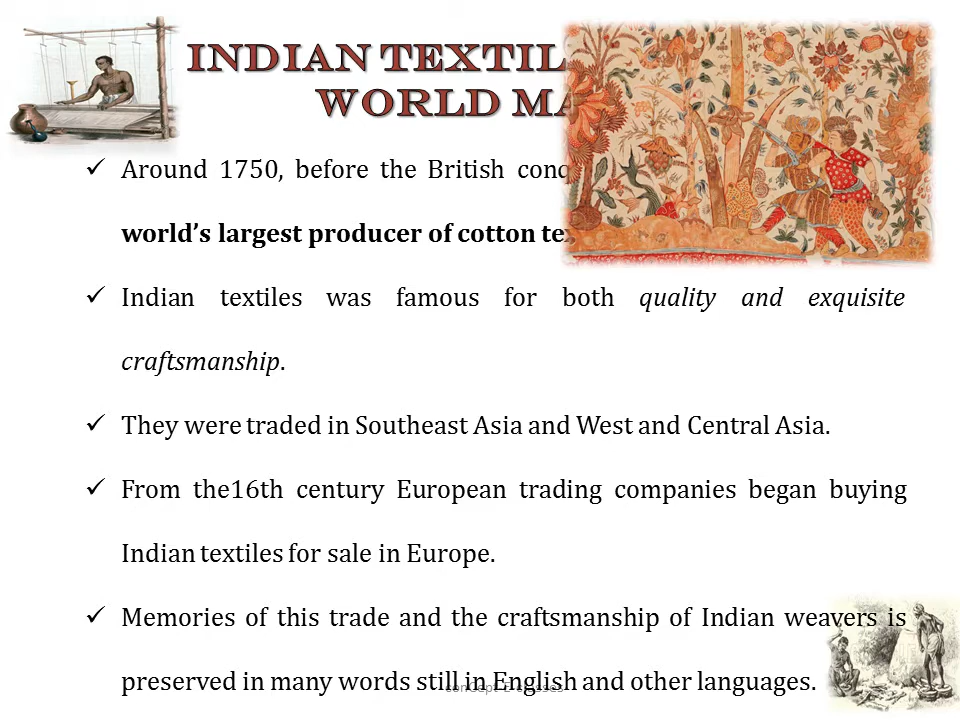 INDIAN TEXTIL
WORLD MA
✓ Around 1750, before the British conq
world’s largest producer of cotton tex
✓ Indian textiles was famous for both quality and exquisite
craftsmanship.
✓ They were traded in Southeast Asia and West and Central Asia.
✓ From the16th century European trading companies began buying
Indian textiles for sale in Europe.
✓ Memories of this trade and the craftsmanship of Indian weavers is
preserved in many words still in English and other languages.